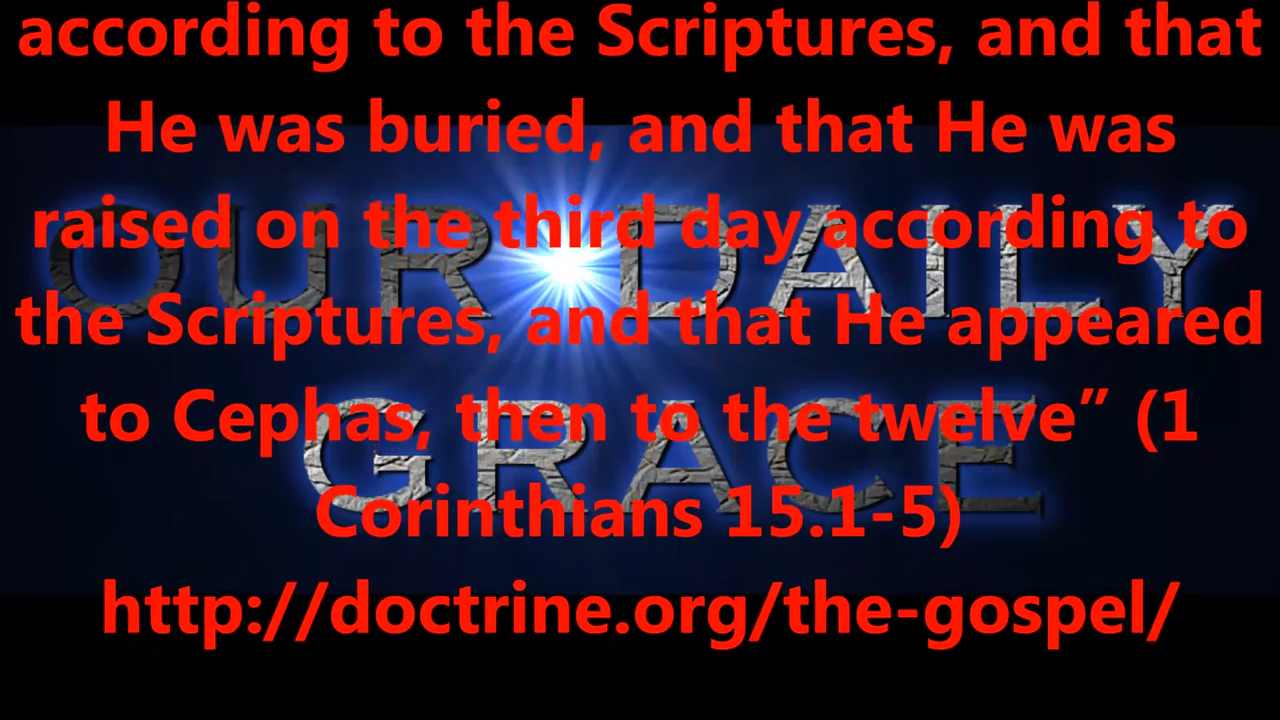 according to the Scriptures, and that
He was buried, and that He was
raised on the third day according to
the Scriptures, and that He appeared
to Cephas, then to the twelve” (1
Corinthians 15.1-5)
http://doctrine.org/the-gospel/
OUR DAILY
GRACE